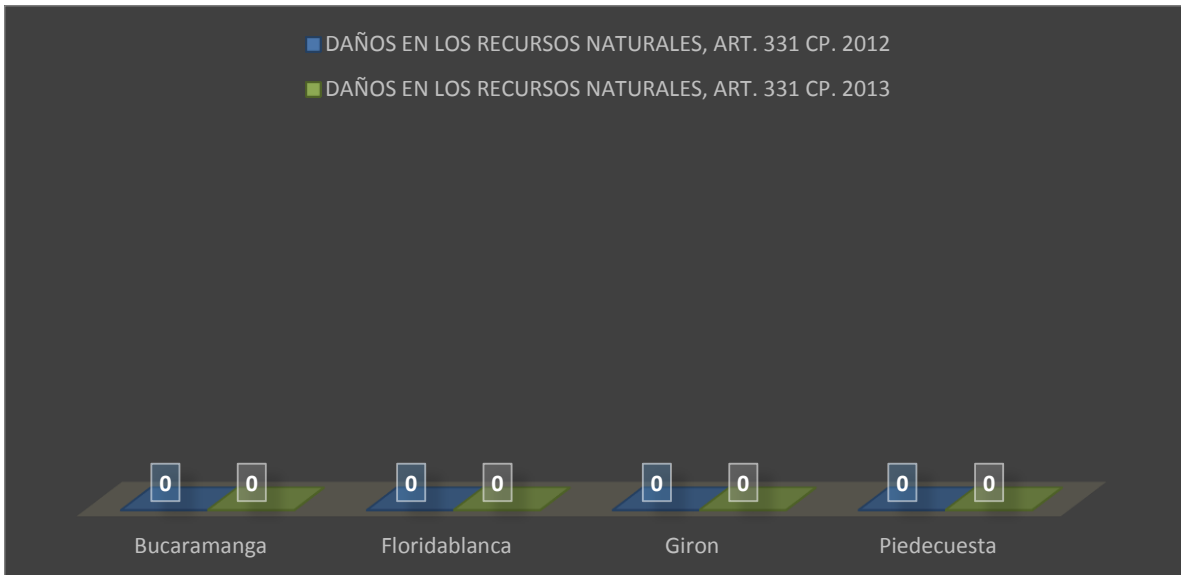 DAÑOS EN LOS RECURSOS NATURALES, ART. 331 CP. 2012
DAÑOS EN LOS RECURSOS NATURALES, ART. 331 CP. 2013
0 0 0 0 0 0 0 0
Bucaramanga Floridablanca Giron Piedecuesta